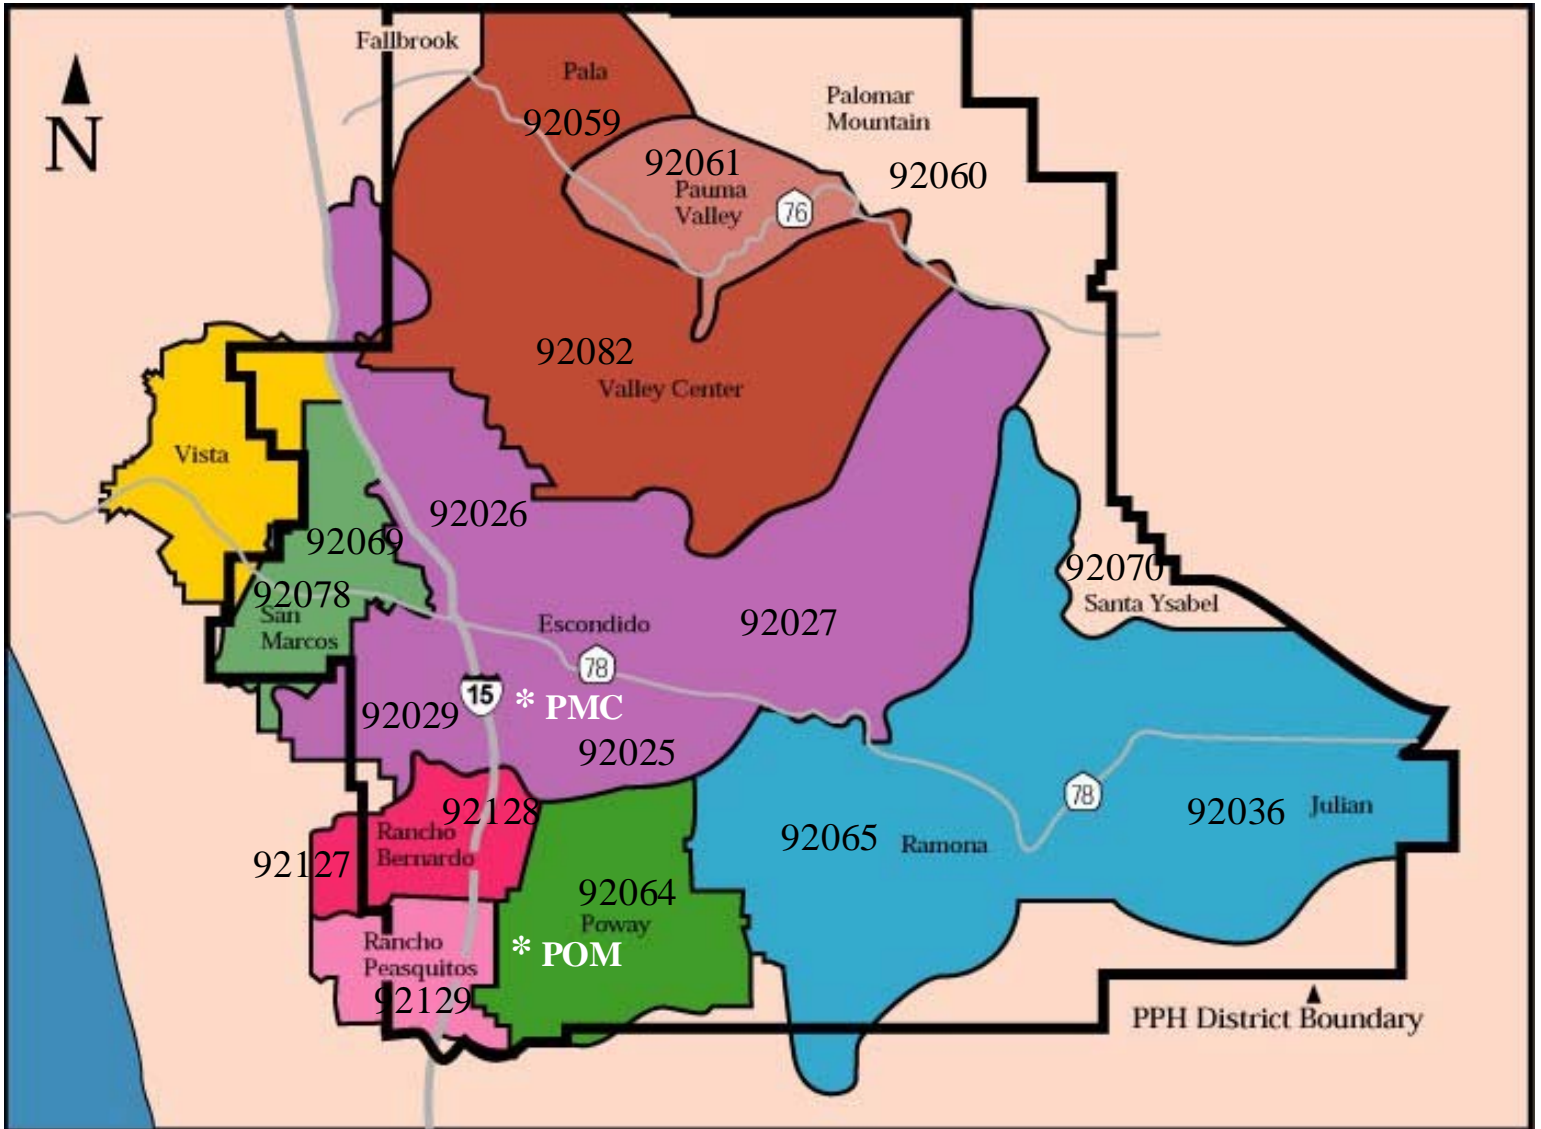 Fallbrook
Pala
92059
Palomar
Mountain
92060
N
92061
Pauma
Valley
76
92082
Valley Center
Vista
92026
92069
92078
San
Marcos
92070
Santa Ysabel
Escondido
92027
78
15
* PMC
92029
92025
78
92128
Rancho
Bernardo
92127
92065
Ramona
92036
Julian
92064
Poway
* POM
Rancho
Peasquitos
92129
PPH District Boundary